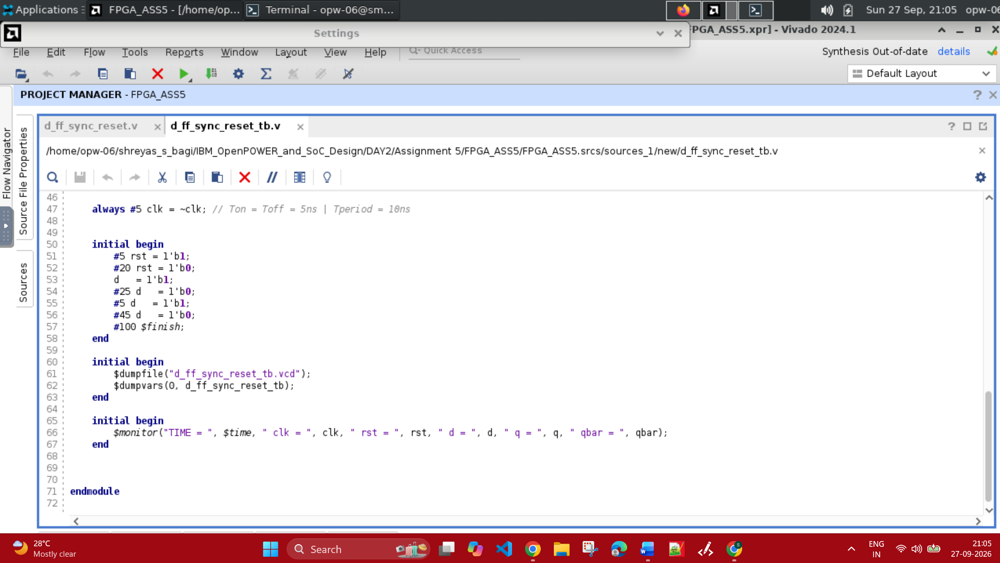 Applications
FPGA_ASS5 - [/home/op...
Terminal - opw-06@sm...
Sun 27 Sep, 21:05
opw-06
Settings
FPGA_ASS5.xpr] - Vivado 2024.1
File Edit Flow Tools Reports Window Layout View Help
Quick Access
Synthesis Out-of-date details
Default Layout
PROJECT MANAGER - FPGA_ASS5
Flow Navigator
Source File Properties
Sources
d_ff_sync_reset.v
d_ff_sync_reset_tb.v
/home/opw-06/shreyas_s_bagi/IBM_OpenPOWER_and_SoC_Design/DAY2/Assignment 5/FPGA_ASS5/FPGA_ASS5.srcs/sources_1/new/d_ff_sync_reset_tb.v
46
47 always #5 clk = ~clk; // Ton = Toff = 5ns | Tperiod = 10ns
48
49
50 initial begin
51 #5 rst = 1'b1;
52 #20 rst = 1'b0;
53 d = 1'b1;
54 #25 d = 1'b0;
55 #5 d = 1'b1;
56 #45 d = 1'b0;
57 #100 $finish;
58 end
59
60 initial begin
61 $dumpfile("d_ff_sync_reset_tb.vcd");
62 $dumpvars(0, d_ff_sync_reset_tb);
63 end
64
65 initial begin
66 $monitor("TIME = ", $time, " clk = ", clk, " rst = ", rst, " d = ", d, " q = ", q, " qbar = ", qbar);
67 end
68
69
70
71 endmodule
72
28°C
Mostly clear
Search
ENG
IN
21:05
27-09-2026